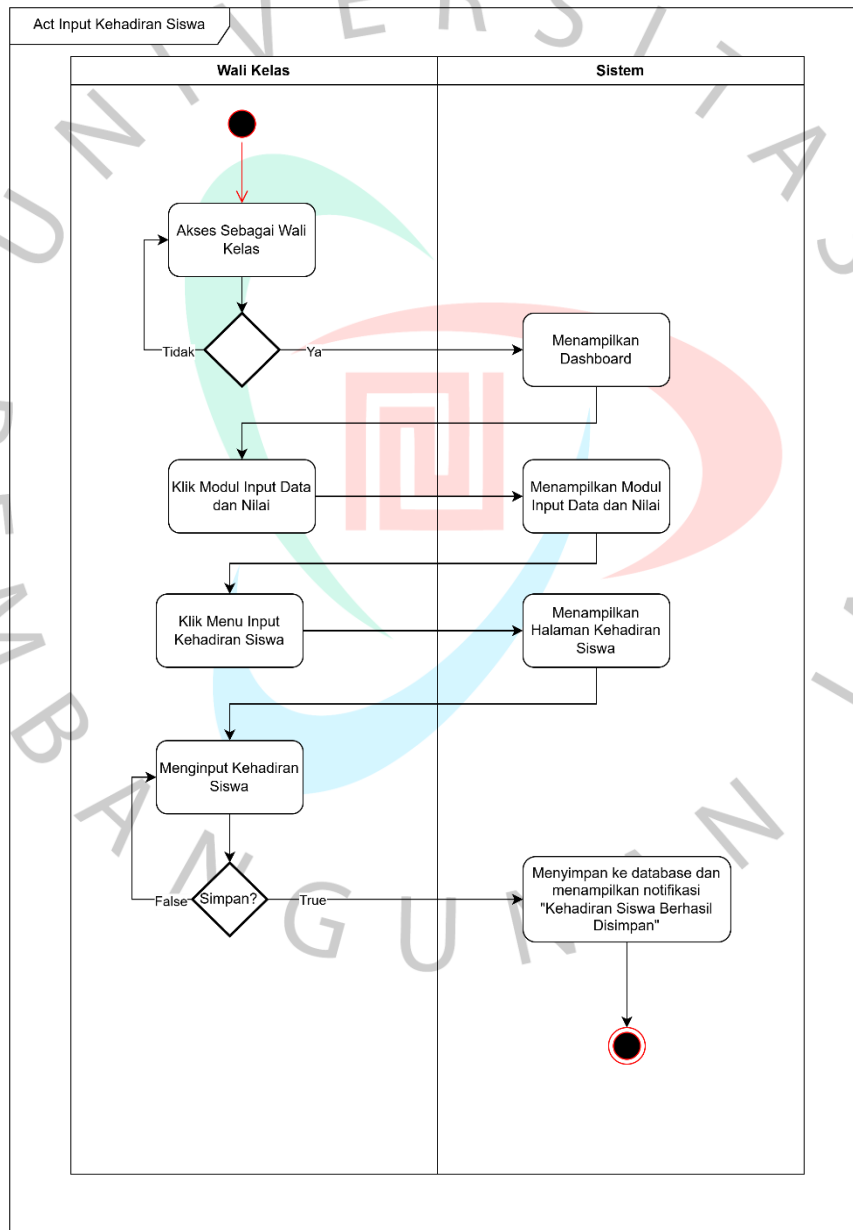 Act Input Kehadiran Siswa
Wali Kelas
Sistem
Akses Sebagai Wali
Kelas
Tidak
Ya
Menampilkan
Dashboard
Klik Modul Input Data
dan Nilai
Menampilkan Modul
Input Data dan Nilai
Klik Menu Input
Kehadiran Siswa
Menampilkan
Halaman Kehadiran
Siswa
Menginput Kehadiran
Siswa
False
Simpan?
True
Menyimpan ke database dan
menampilkan notifikasi
"Kehadiran Siswa Berhasil
Disimpan"
UNIVERSITAS
PEMBANGUNAN